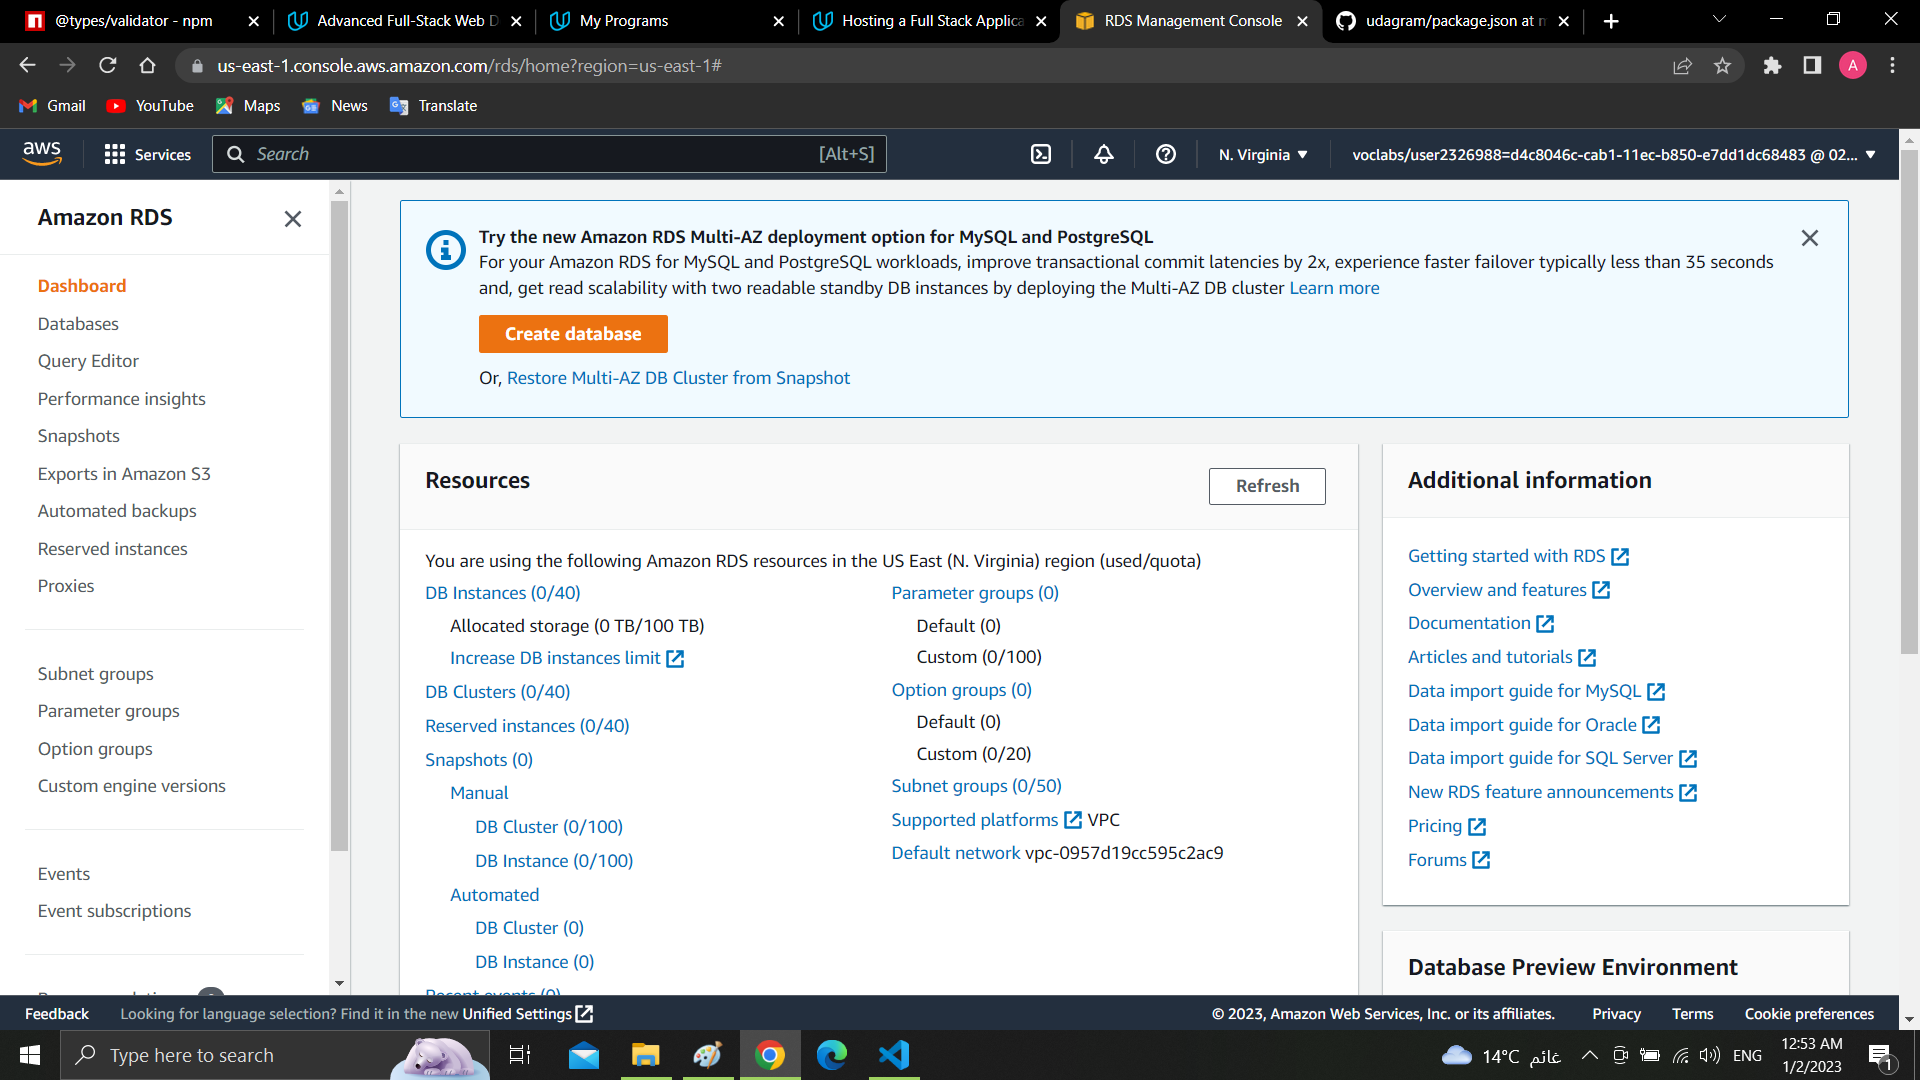 @types/validator - npm
Advanced Full-Stack Web D
My Programs
Hosting a Full Stack Applica
RDS Management Console
udagram/package.json at m
us-east-1.console.aws.amazon.com/rds/home?region=us-east-1#
A
Gmail
YouTube
Maps
News
Translate
aws
Services
Search
[Alt+S]
N. Virginia
voclabs/user2326988=d4c8046c-cab1-11ec-b850-e7dd1dc68483 @ 02...
Amazon RDS
Dashboard
Databases
Query Editor
Performance insights
Snapshots
Exports in Amazon S3
Automated backups
Reserved instances
Proxies
Subnet groups
Parameter groups
Option groups
Custom engine versions
Events
Event subscriptions
Try the new Amazon RDS Multi-AZ deployment option for MySQL and PostgreSQL
For your Amazon RDS for MySQL and PostgreSQL workloads, improve transactional commit latencies by 2x, experience faster failover typically less than 35 seconds
and, get read scalability with two readable standby DB instances by deploying the Multi-AZ DB cluster Learn more
Create database
Or, Restore Multi-AZ DB Cluster from Snapshot
Resources
Refresh
You are using the following Amazon RDS resources in the US East (N. Virginia) region (used/quota)
DB Instances (0/40)
Allocated storage (0 TB/100 TB)
Increase DB instances limit
DB Clusters (0/40)
Reserved instances (0/40)
Snapshots (0)
Manual
DB Cluster (0/100)
DB Instance (0/100)
Automated
DB Cluster (0)
DB Instance (0)
Recent events (0)
Parameter groups (0)
Default (0)
Custom (0/100)
Option groups (0)
Default (0)
Custom (0/20)
Subnet groups (0/50)
Supported platforms VPC
Default network vpc-0957d19cc595c2ac9
Additional information
Getting started with RDS
Overview and features
Documentation
Articles and tutorials
Data import guide for MySQL
Data import guide for Oracle
Data import guide for SQL Server
New RDS feature announcements
Pricing
Forums
Database Preview Environment
Feedback
Looking for language selection? Find it in the new Unified Settings
© 2023, Amazon Web Services, Inc. or its affiliates.
Privacy
Terms
Cookie preferences
Type here to search
14°C غائم
ENG
12:53 AM
1/2/2023
1